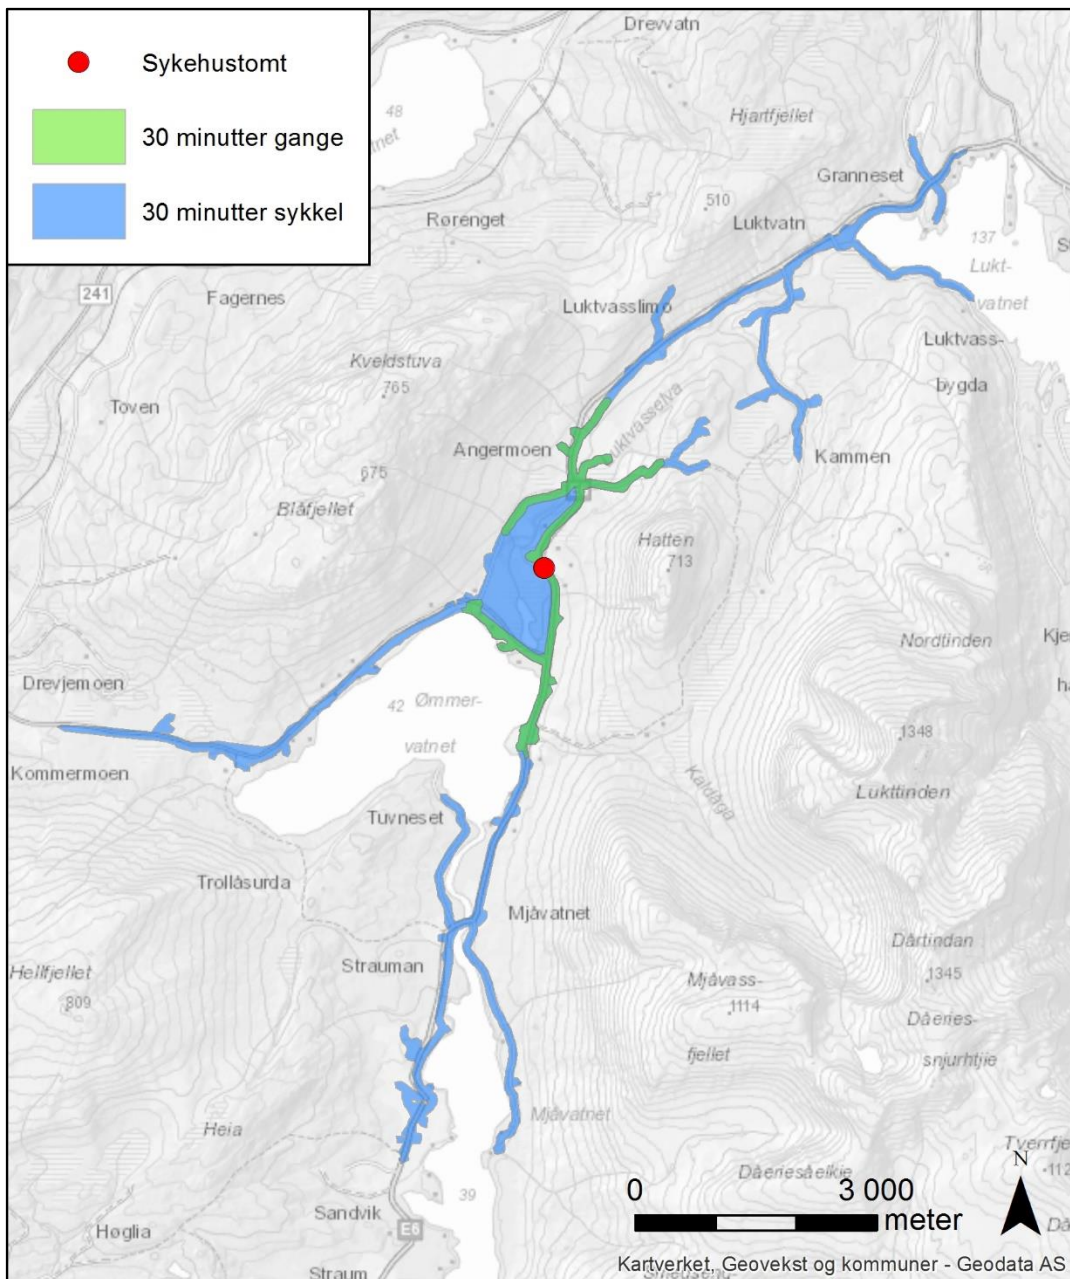 Sykehustomt
30 minutter gange
30 minutter sykkel
Drevvatn
48
Hjartfjellet
Granneset
510
Rørenget
Luktvatn
137
Lukt-
vatnet
241
Fagernes
Luktvasslimo
Luktvass-
bygda
Kveldstuva
765
Toven
Angermoen
Kammen
675
Blåfjellet
Hatten
713
Nordtinden
Drevjemoen
42
Ømmer-
vatnet
1348
Kommermoen
Kaldåga
Lukttinden
Tuvneset
Trollåsurda
Mjåvatnet
Strauman
Dårtindan
Hellfjellet
809
Mjåvass-
1114
fjellet
1345
Dåeries-
snjurhtjie
Heia
Mjåvatnet
Dåeriesåelkie
N
39
Sandvik
Høglia
E6
Straum
0
3 000
meter
Kartverket, Geovekst og kommuner - Geodata AS